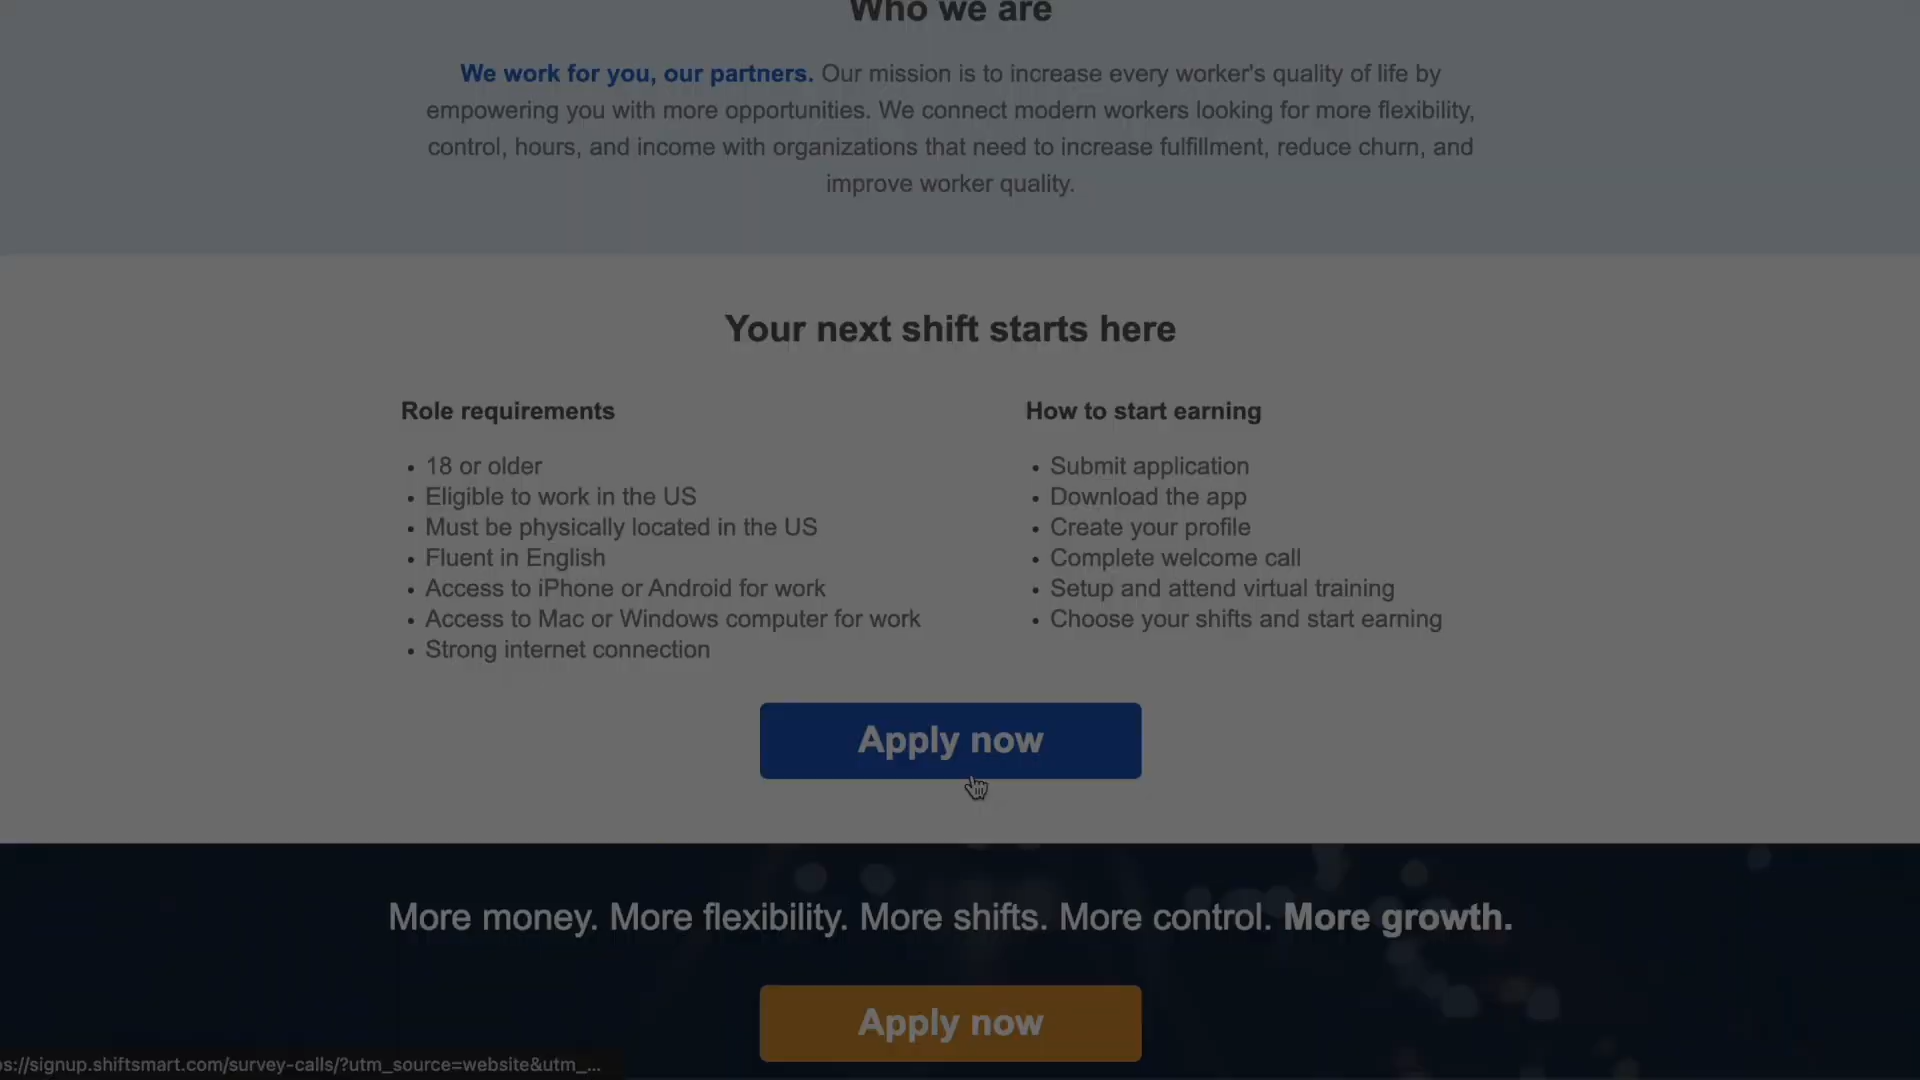 Who we are
We work for you, our partners. Our mission is to increase every worker's quality of life by
empowering you with more opportunities. We connect modern workers looking for more flexibility,
control, hours, and income with organizations that need to increase fulfillment, reduce churn, and
improve worker quality.
Your next shift starts here
Role requirements
• 18 or older
• Eligible to work in the US
• Must be physically located in the US
• Fluent in English
• Access to iPhone or Android for work
• Access to Mac or Windows computer for work
• Strong internet connection
How to start earning
• Submit application
• Download the app
• Create your profile
• Complete welcome call
• Setup and attend virtual training
• Choose your shifts and start earning
Apply now
More money. More flexibility. More shifts. More control. More growth.
Apply now
ps://signup.shiftsmart.com/survey-calls/?utm_source=website&utm_...